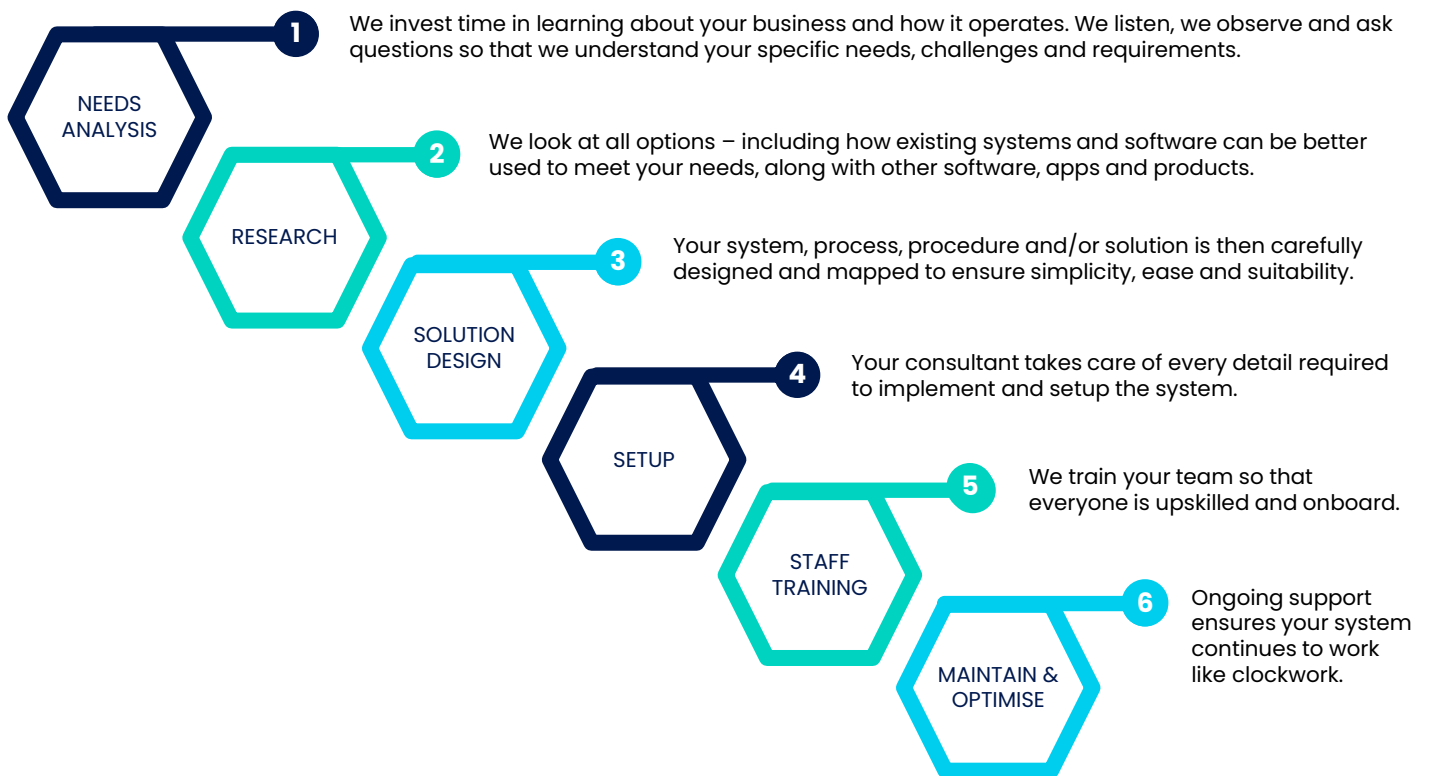 1
We invest time in learning about your business and how it operates. We listen, we observe and ask
questions so that we understand your specific needs, challenges and requirements.
NEEDS
ANALYSIS
2
We look at all options – including how existing systems and software can be better
used to meet your needs, along with other software, apps and products.
RESEARCH
3
Your system, process, procedure and/or solution is then carefully
designed and mapped to ensure simplicity, ease and suitability.
SOLUTION
DESIGN
4
Your consultant takes care of every detail required
to implement and setup the system.
SETUP
5
We train your team so that
everyone is upskilled and onboard.
STAFF
TRAINING
6
Ongoing support
ensures your system
continues to work
like clockwork.
MAINTAIN &
OPTIMISE